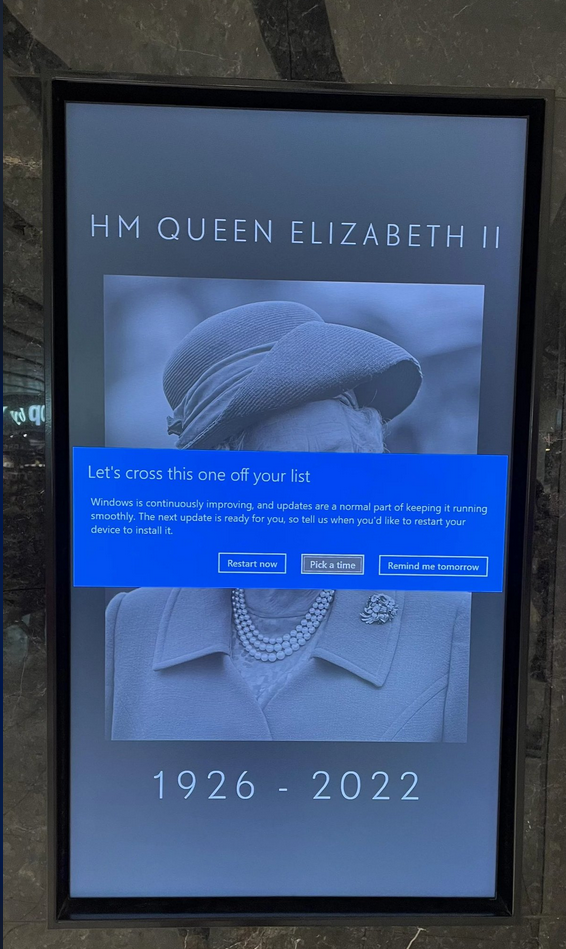 HM QUEEN ELIZABETH II
Let's cross this one off your list
Windows is continuously improving, and updates are a normal part of keeping it running
smoothly. The next update is ready for you, so tell us when you'd like to restart your
device to install it.
Restart now
Pick a time
Remind me tomorrow
1926 - 2022